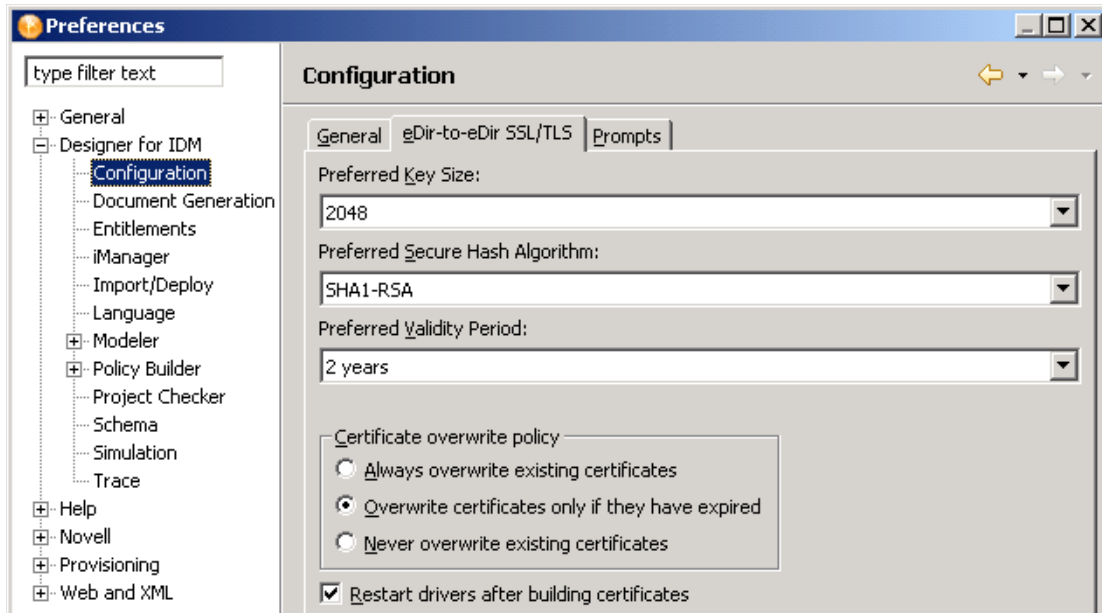 Preferences
type filter text
General
Designer for IDM
Configuration
Document Generation
Entitlements
iManager
Import/Deploy
Language
Modeler
Policy Builder
Project Checker
Schema
Simulation
Trace
Help
Novell
Provisioning
Web and XML
Configuration
General eDir-to-eDir SSL/TLS Prompts
Preferred Key Size:
2048
Preferred Secure Hash Algorithm:
SHA1-RSA
Preferred Validity Period:
2 years
Certificate overwrite policy
Always overwrite existing certificates
Overwrite certificates only if they have expired
Never overwrite existing certificates
Restart drivers after building certificates